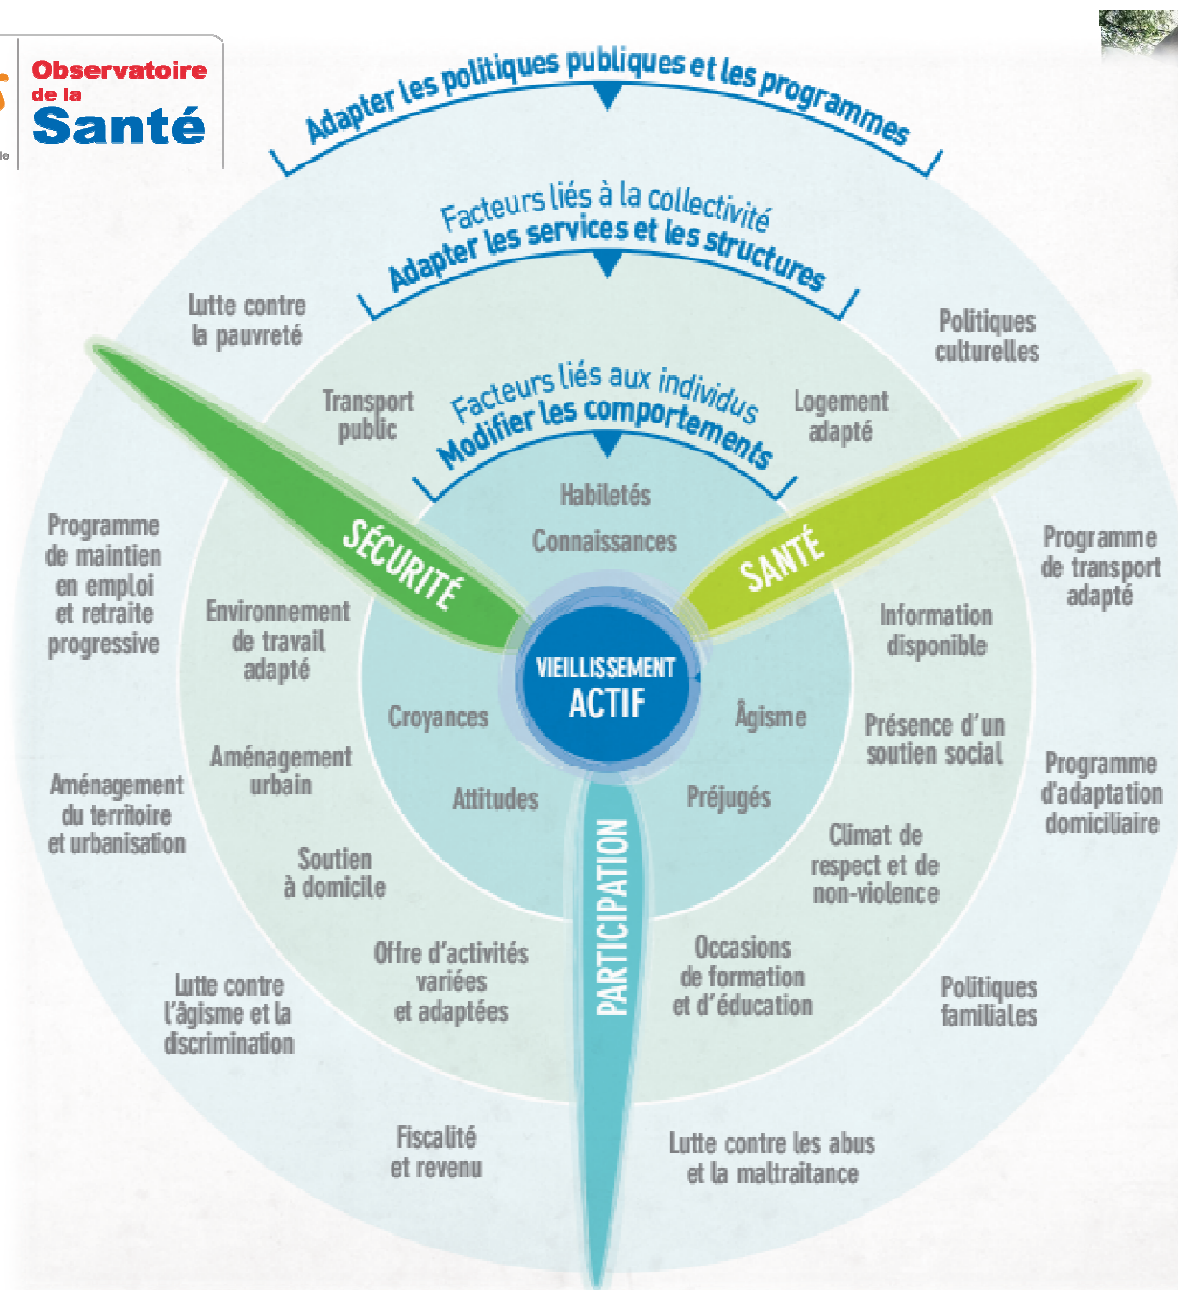 Observatoire
de la
Santé
Adapter les politiques publiques et les programmes
Facteurs liés à la collectivité
Adapter les services et les structures
Facteurs liés aux individus
Modifier les comportements
Lutte contre
la pauvreté
Politiques
culturelles
Transport
public
Logement
adapté
Habiletés
Connaissances
SÉCURITÉ
SANTÉ
Programme
de maintien
en emploi
et retraite
progressive
Programme
de transport
adapté
Environnement
de travail
adapté
Information
disponible
VIEILLISSEMENT
ACTIF
Croyances
Âgisme
Présence d'un
soutien social
Aménagement
urbain
Attitudes
Préjugés
Aménagement
du territoire
et urbanisation
Programme
d'adaptation
domiciliaire
Soutien
à domicile
Climat de
respect et de
non-violence
PARTICIPATION
Offre d'activités
variées
et adaptées
Occasions
de formation
et d'éducation
Lutte contre
l'âgisme et la
discrimination
Politiques
familiales
Fiscalité
et revenu
Lutte contre les abus
et la maltraitance